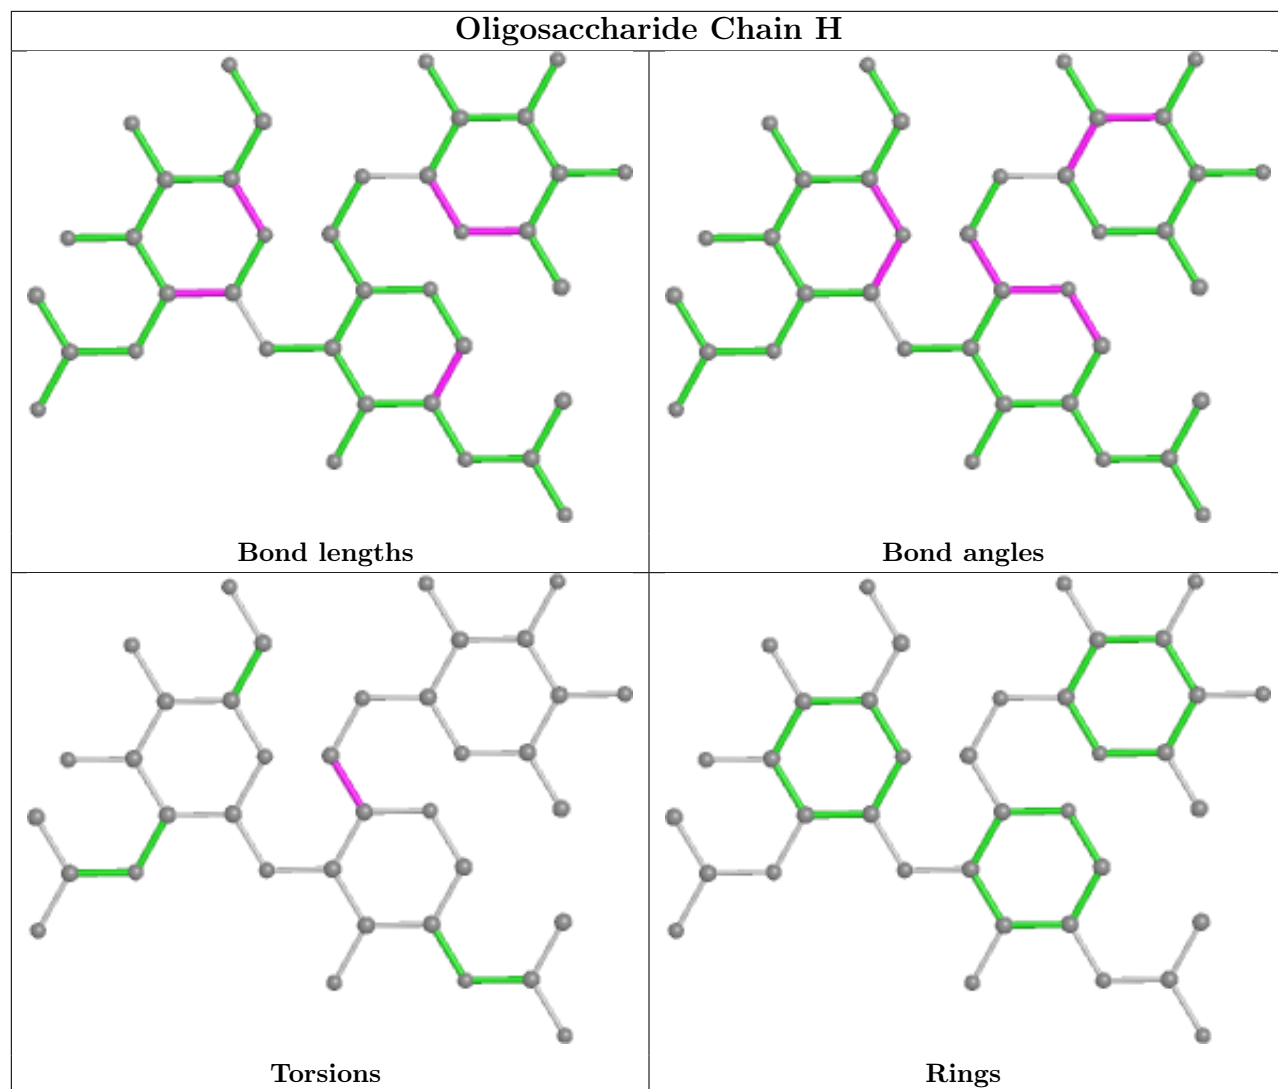 Oligosaccharide Chain H
Bond lengths
Bond angles
Torsions
Rings